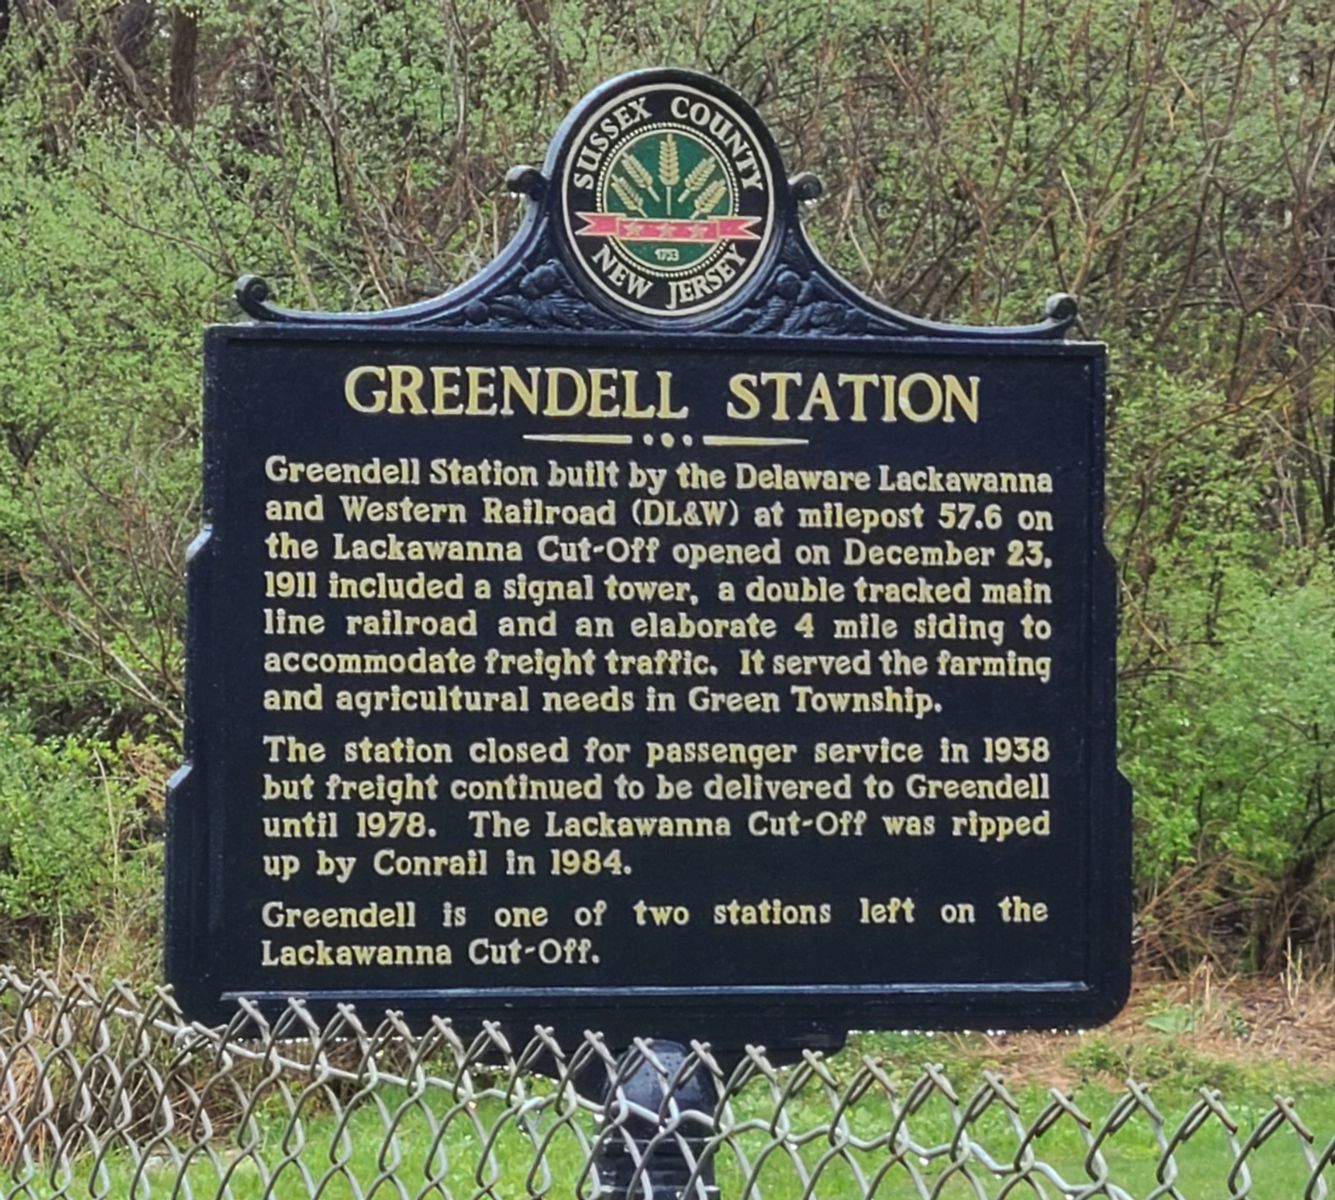 SUSSEX COUNTY
1753
NEW JERSEY
GREENDELL STATION
Greendell Station built by the Delaware Lackawanna
and Western Railroad (DL&W) at milepost 57.6 on
the Lackawanna Cut-Off opened on December 23,
1911 included a signal tower, a double tracked main
line railroad and an elaborate 4 mile siding to
accommodate freight traffic. It served the farming
and agricultural needs in Green Township.
The station closed for passenger service in 1938
but freight continued to be delivered to Greendell
until 1978. The Lackawanna Cut-Off was ripped
up by Conrail in 1984.
Greendell is one of two stations left on the
Lackawanna Cut-Off.